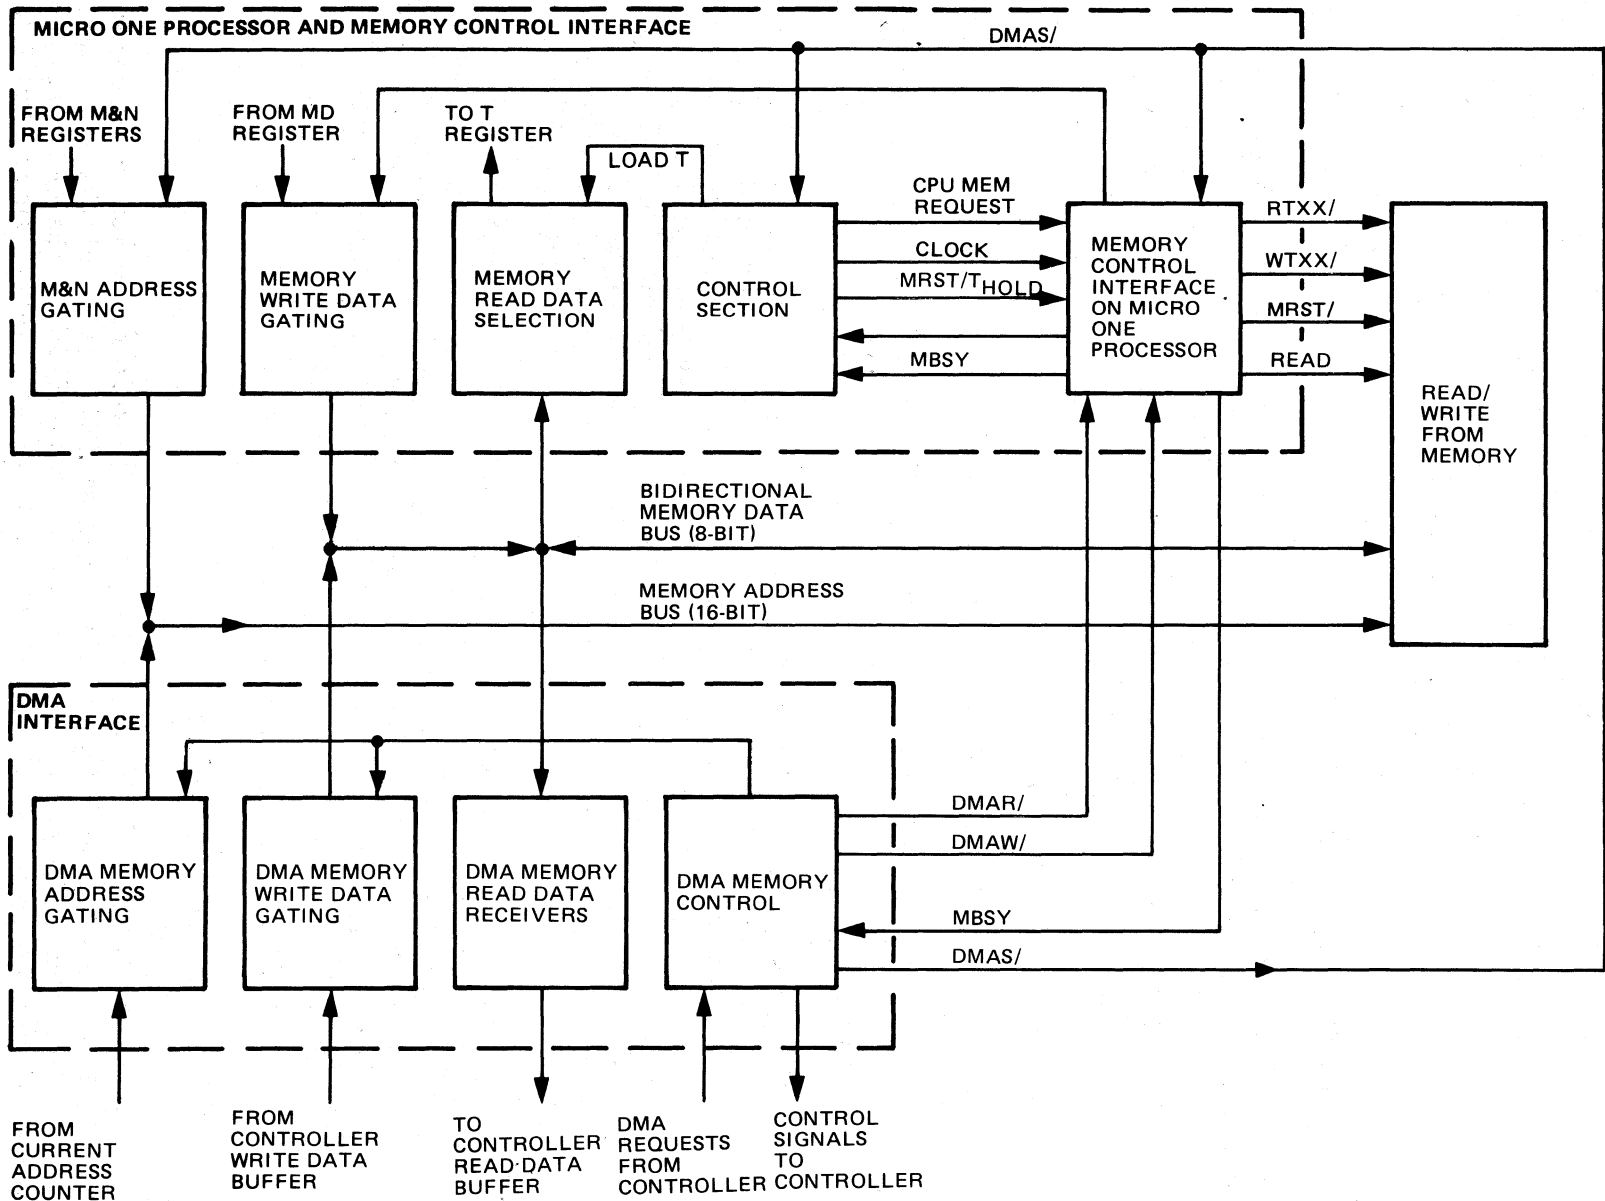 MICRO ONE PROCESSOR AND MEMORY CONTROL INTERFACE
DMAS/
FROM M&N
REGISTERS
FROM MD
REGISTER
TO T
REGISTER
LOAD T
CPU MEM
REQUEST
CLOCK
MRST/THOLD
MBSY
RTXX/
WTXX/
MRST/
READ
M&N ADDRESS
GATING
MEMORY
WRITE DATA
GATING
MEMORY
READ DATA
SELECTION
CONTROL
SECTION
MEMORY
CONTROL
INTERFACE
ON MICRO
ONE
PROCESSOR
READ/
WRITE
FROM
MEMORY
BIDIRECTIONAL
MEMORY DATA
BUS (8-BIT)
MEMORY ADDRESS
BUS (16-BIT)
DMA
INTERFACE
DMA MEMORY
ADDRESS
GATING
DMA MEMORY
WRITE DATA
GATING
DMA MEMORY
READ DATA
RECEIVERS
DMA MEMORY
CONTROL
DMAR/
DMAW/
MBSY
DMAS/
FROM
CURRENT
ADDRESS
COUNTER
FROM
CONTROLLER
WRITE DATA
BUFFER
TO
CONTROLLER
READ DATA
BUFFER
DMA
REQUESTS
FROM
CONTROLLER
CONTROL
SIGNALS
TO
CONTROLLER